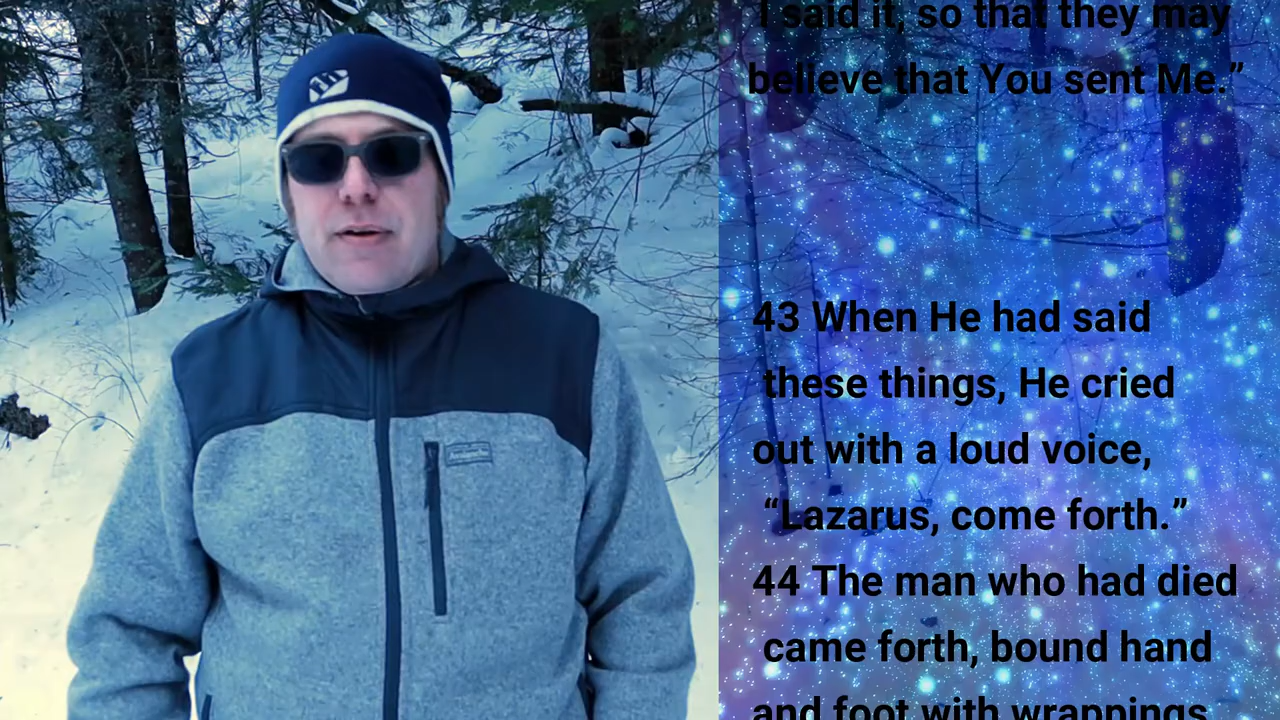 I said it, so that they may
believe that You sent Me.”
43 When He had said
these things, He cried
out with a loud voice,
“Lazarus, come forth.”
44 The man who had died
came forth, bound hand
and foot with wrappings